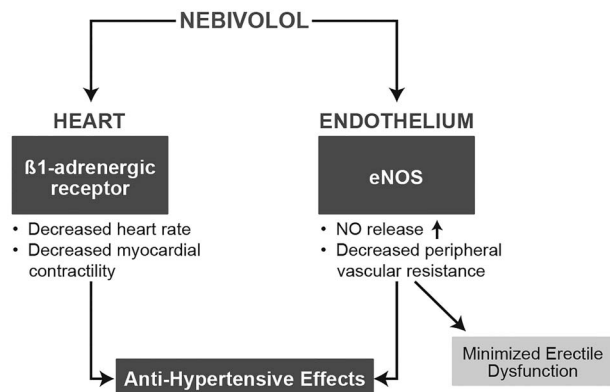 NEBIVOLOL
HEART
ß1-adrenergic
receptor
• Decreased heart rate
• Decreased myocardial
contractility
ENDOTHELIUM
eNOS
• NO release
• Decreased peripheral
vascular resistance
Minimized Erectile
Dysfunction
Anti-Hypertensive Effects